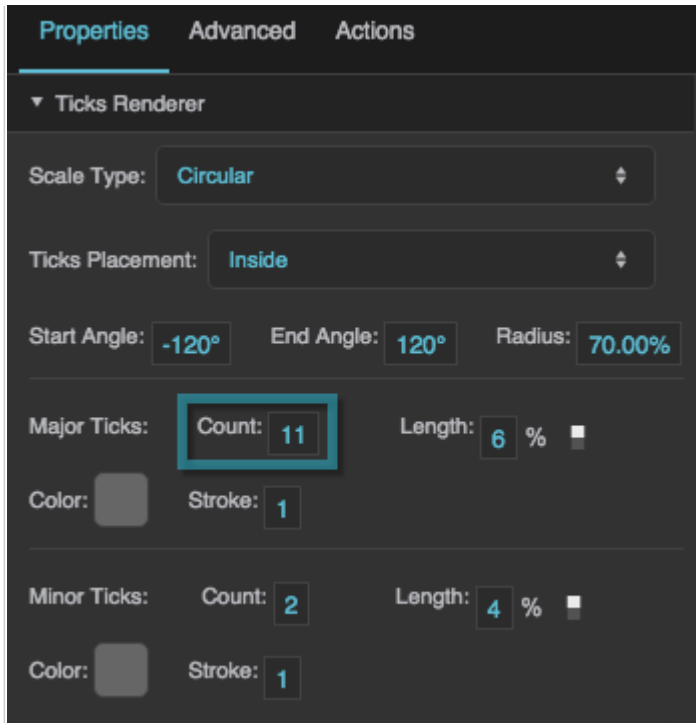 Properties Advanced Actions
Ticks Renderer
Scale Type: Circular
Ticks Placement: Inside
Start Angle: -120° End Angle: 120° Radius: 70.00%
Major Ticks: Count: 11 Length: 6 %
Color: Stroke: 1
Minor Ticks: Count: 2 Length: 4 %
Color: Stroke: 1